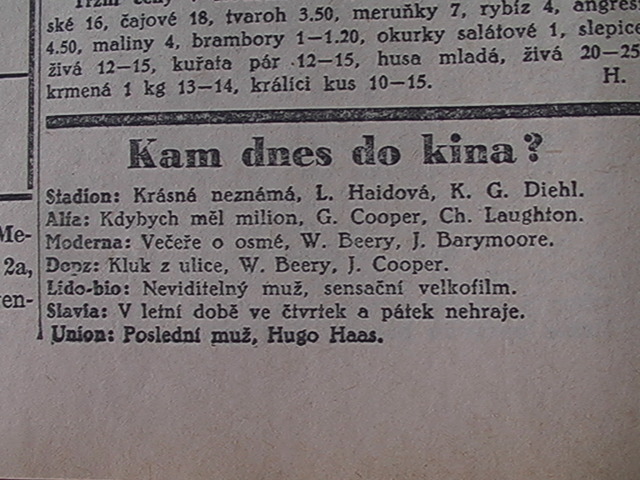 Tržní ceny
ské 16, čajové 18, tvaroh 3.50, meruňky 7, rybíz 4, angreš
4.50, maliny 4, brambory 1—1.20, okurky salátové 1, slepice
živá 12—15, kuřata pár 12—15, husa mladá, živá 20—25
krmená 1 kg 13—14, králíci kus 10—15. H.
Kam dnes do kina?
Stadion: Krásná neznámá, L. Haidová, K. G. Diehl.
Alfa: Kdybych měl milion, G. Cooper, Ch. Laughton.
Moderna: Večeře o osmé, W. Beery, J. Barymoore.
Dopz: Kluk z ulice, W. Beery, J. Cooper.
Lido-bio: Neviditelný muž, sensační velkofilm.
Slavia: V letní době ve čtvrtek a pátek nehraje.
Union: Poslední muž, Hugo Haas.
Me-
2a,
en-